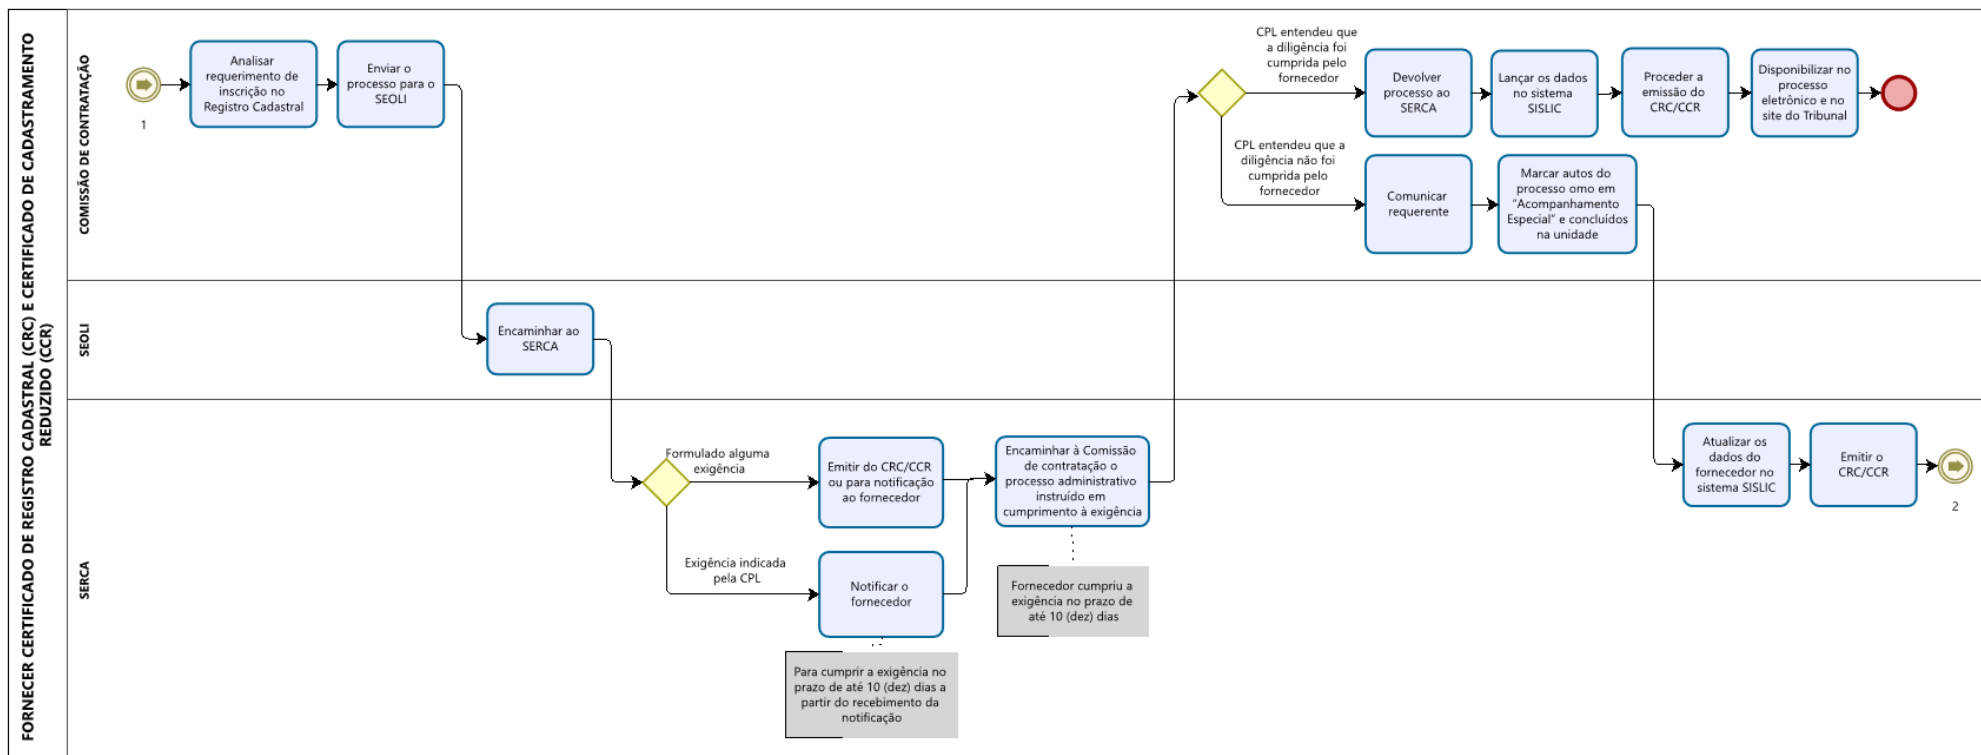 FORNECER CERTIFICADO DE REGISTRO CADASTRAL (CRC) E CERTIFICADO DE CADASTRAMENTO
REDUZIDO (CCR)
COMISSÃO DE CONTRATAÇÃO
1
Analisar
requerimento de
inscrição no
Registro Cadastral
Enviar o
processo para o
SEOLI
CPL entendeu que
a diligência foi
cumprida pelo
fornecedor
Devolver
processo ao
SERCA
Lançar os dados
no sistema
SISLIC
Proceder a
emissão do
CRC/CCR
Disponibilizar no
processo
eletrônico e no
site do Tribunal
CPL entendeu que a
diligência não foi
cumprida pelo
fornecedor
Comunicar
requerente
Marcar autos do
processo omo em
"Acompanhamento
Especial" e concluídos
na unidade
SEOLI
Encaminhar ao
SERCA
SERCA
Formulado alguma
exigência
Emitir do CRC/CCR
ou para notificação
ao fornecedor
Encaminhar à Comissão
de contratação o
processo administrativo
instruído em
cumprimento à exigência
Exigência indicada
pela CPL
Notificar o
fornecedor
Fornecedor cumpriu a
exigência no prazo de
até 10 (dez) dias
Para cumprir a exigência no
prazo de até 10 (dez) dias a
partir do recebimento da
notificação
Atualizar os
dados do
fornecedor no
sistema SISLIC
Emitir o
CRC/CCR
2